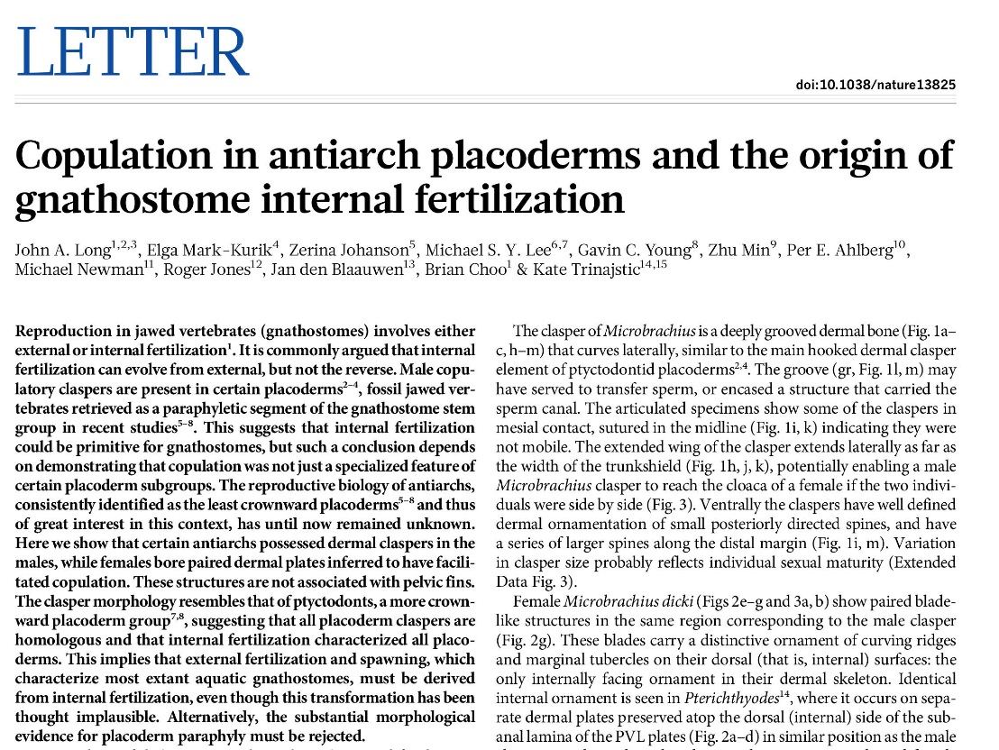 LETTER
doi:10.1038/nature13825
Copulation in antiarch placoderms and the origin of
gnathostome internal fertilization
John A. Long1,2,3, Elga Mark-Kurik4, Zerina Johanson5, Michael S. Y. Lee6,7, Gavin C. Young8, Zhu Min9, Per E. Ahlberg10,
Michael Newman11, Roger Jones12, Jan den Blaauwen13, Brian Choo1 & Kate Trinajstic14,15
Reproduction in jawed vertebrates (gnathostomes) involves either
external or internal fertilization1. It is commonly argued that internal
fertilization can evolve from external, but not the reverse. Male copu-
latory claspers are present in certain placoderms2–4, fossil jawed ver-
tebrates retrieved as a paraphyletic segment of the gnathostome stem
group in recent studies5–8. This suggests that internal fertilization
could be primitive for gnathostomes, but such a conclusion depends
on demonstrating that copulation was not just a specialized feature of
certain placoderm subgroups. The reproductive biology of antiarchs,
consistently identified as the least crownward placoderms5–8 and thus
of great interest in this context, has until now remained unknown.
Here we show that certain antiarchs possessed dermal claspers in the
males, while females bore paired dermal plates inferred to have facili-
tated copulation. These structures are not associated with pelvic fins.
The clasper morphology resembles that of ptyctodonts, a more crown-
ward placoderm group7,8, suggesting that all placoderm claspers are
homologous and that internal fertilization characterized all placo-
derms. This implies that external fertilization and spawning, which
characterize most extant aquatic gnathostomes, must be derived
from internal fertilization, even though this transformation has been
thought implausible. Alternatively, the substantial morphological
evidence for placoderm paraphyly must be rejected.
The clasper of Microbrachius is a deeply grooved dermal bone (Fig. 1a–
c, h–m) that curves laterally, similar to the main hooked dermal clasper
element of ptyctodontid placoderms2,4. The groove (gr, Fig. 1l, m) may
have served to transfer sperm, or encased a structure that carried the
sperm canal. The articulated specimens show some of the claspers in
mesial contact, sutured in the midline (Fig. 1i, k) indicating they were
not mobile. The extended wing of the clasper extends laterally as far as
the width of the trunkshield (Fig. 1h, j, k), potentially enabling a male
Microbrachius clasper to reach the cloaca of a female if the two indivi-
duals were side by side (Fig. 3). Ventrally the claspers have well defined
dermal ornamentation of small posteriorly directed spines, and have
a series of larger spines along the distal margin (Fig. 1i, m). Variation
in clasper size probably reflects individual sexual maturity (Extended
Data Fig. 3).
Female Microbrachius dicki (Figs 2e–g and 3a, b) show paired blade-
like structures in the same region corresponding to the male clasper
(Fig. 2g). These blades carry a distinctive ornament of curving ridges
and marginal tubercles on their dorsal (that is, internal) surfaces: the
only internally facing ornament in their dermal skeleton. Identical
internal ornament is seen in Pterichthyodes14, where it occurs on sepa-
rate dermal plates preserved atop the dorsal (internal) side of the sub-
anal lamina of the PVL plates (Fig. 2a–d) in similar position as the male